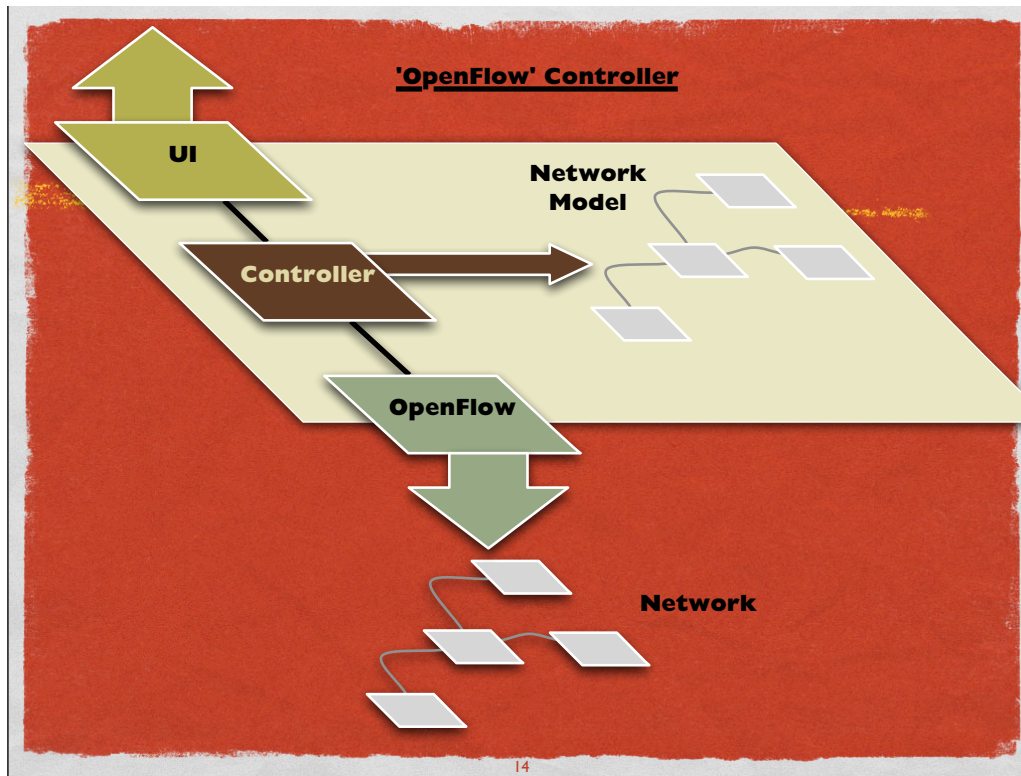 'OpenFlow' Controller
UI
Network
Model
Controller
OpenFlow
Network
14